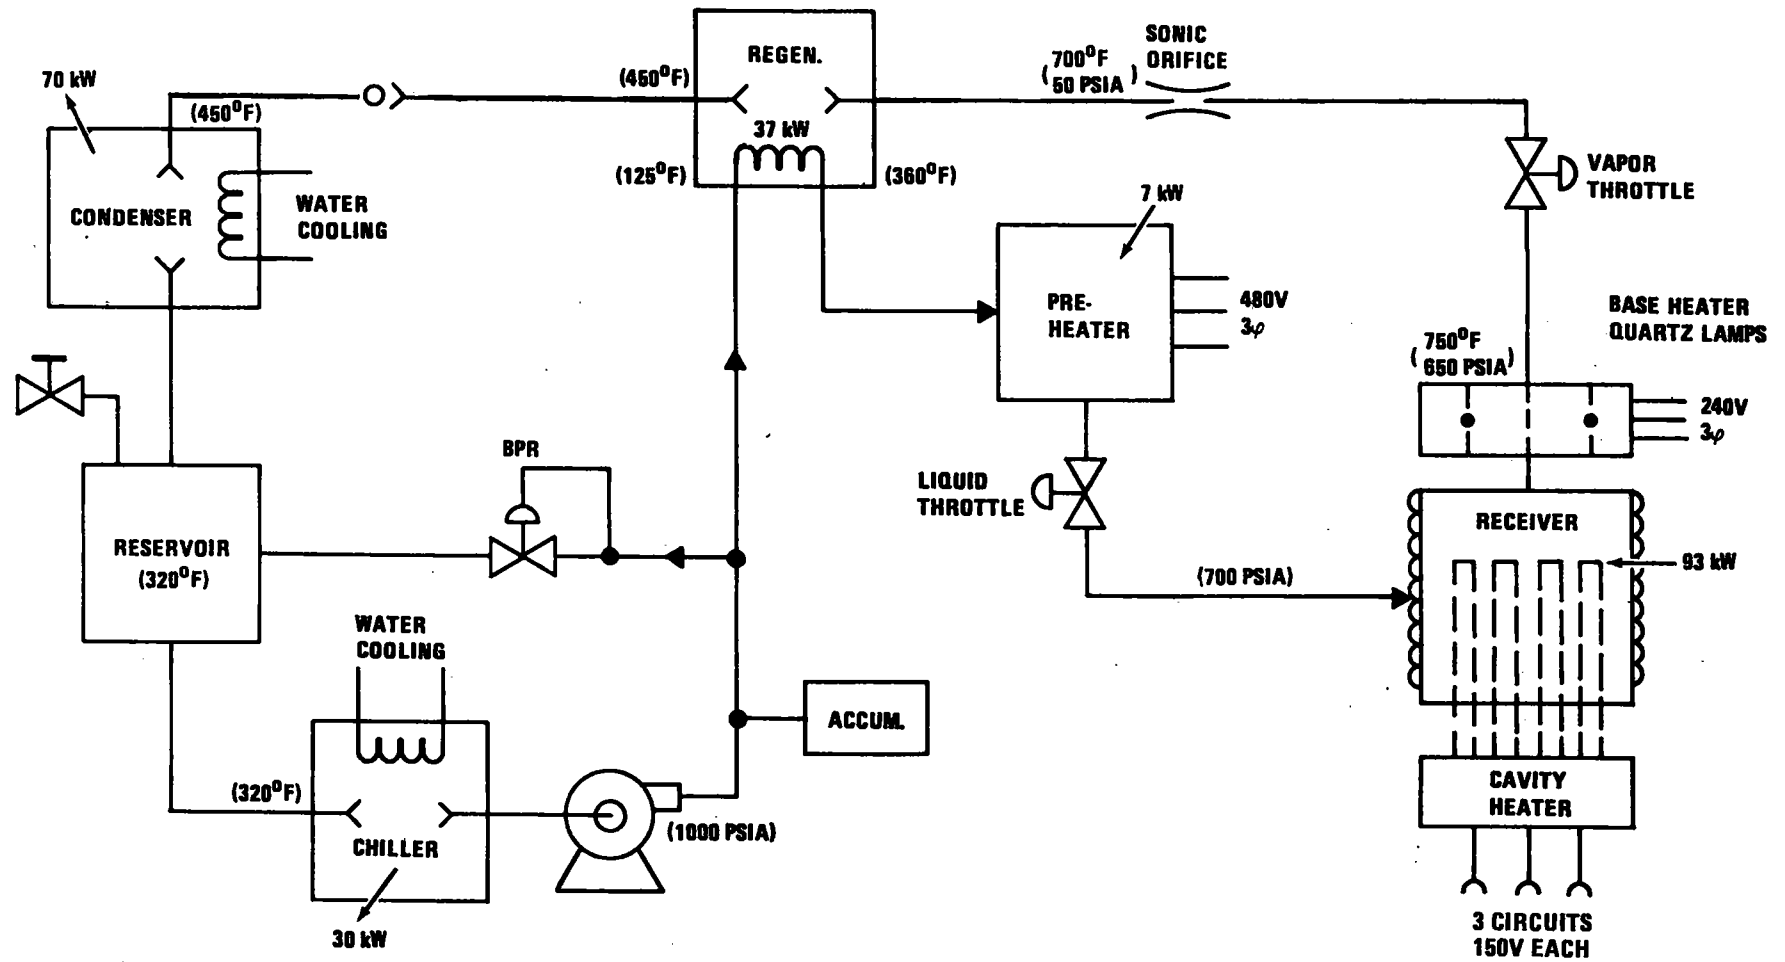 70 kW
(450°F)
CONDENSER
WATER
COOLING
(450°F)
REGEN.
37 kW
(125°F)
(360°F)
700°F
(50 PSIA)
SONIC
ORIFICE
VAPOR
THROTTLE
7 kW
PRE-
HEATER
480V
3φ
BASE HEATER
QUARTZ LAMPS
(750°F
650 PSIA)
240V
3φ
BPR
LIQUID
THROTTLE
RESERVOIR
(320°F)
RECEIVER
93 kW
(700 PSIA)
WATER
COOLING
ACCUM.
(320°F)
CHILLER
(1000 PSIA)
30 kW
CAVITY
HEATER
3 CIRCUITS
150V EACH